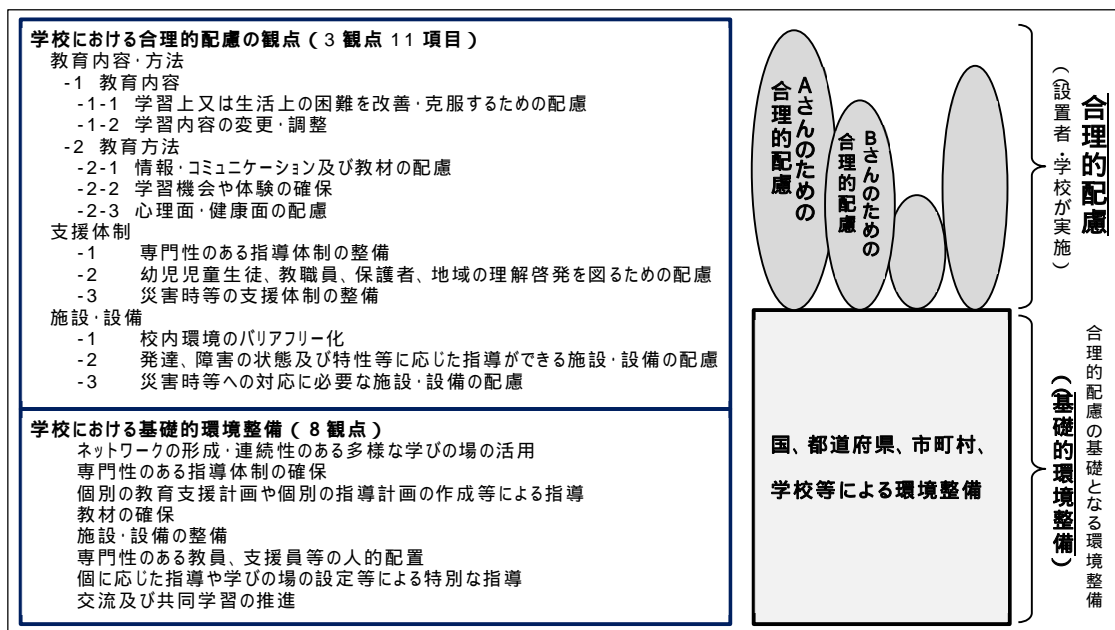 学校における合理的配慮の観点(3観点11項目)
教育内容・方法
-1 教育内容
-1-1 学習上又は生活上の困難を改善・克服するための配慮
-1-2 学習内容の変更・調整
-2 教育方法
-2-1 情報・コミュニケーション及び教材の配慮
-2-2 学習機会や体験の確保
-2-3 心理面・健康面の配慮
支援体制
-1 専門性のある指導体制の整備
-2 幼児児童生徒、教職員、保護者、地域の理解啓発を図るための配慮
-3 災害時等の支援体制の整備
施設・設備
-1 校内環境のバリアフリー化
-2 発達、障害の状態及び特性等に応じた指導ができる施設・設備の配慮
-3 災害時等への対応に必要な施設・設備の配慮
学校における基礎的環境整備(8観点)
ネットワークの形成・連続性のある多様な学びの場の活用
専門性のある指導体制の確保
個別の教育支援計画や個別の指導計画の作成等による指導
教材の確保
施設・設備の整備
専門性のある教員、支援員等の人的配置
個に応じた指導や学びの場の設定等による特別な指導
交流及び共同学習の推進
Aさんのための
合理的配慮
Bさんのための
合理的配慮
合理的配慮
(設置者・学校が実施)
国、都道府県、市町村、
学校等による環境整備
合理的配慮の基礎となる環境整備
(基礎的環境整備)